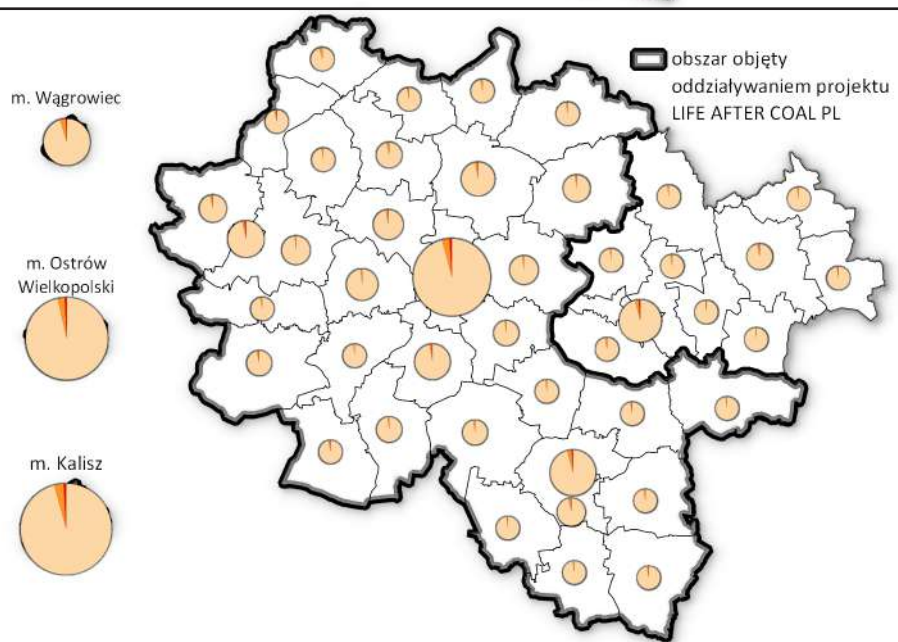 obszar objęty
oddziaływaniem projektu
LIFE AFTER COAL PL
m. Wągrowiec
m. Ostrów
Wielkopolski
m. Kalisz